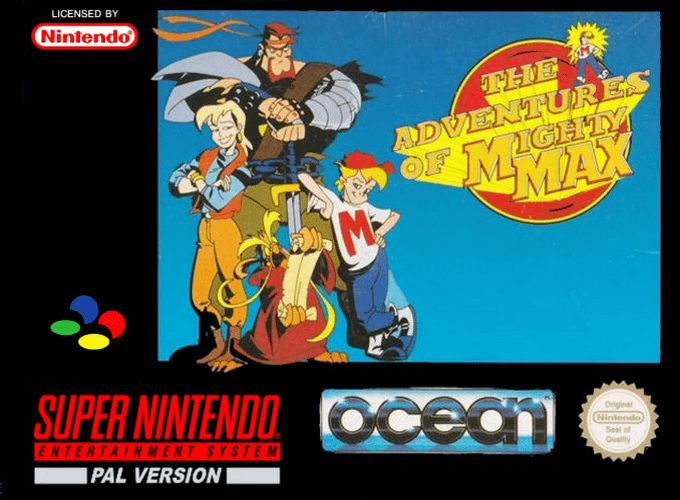 LICENSED BY
Nintendo®
THE
ADVENTURES
OF MIGHTY
MAX
M
M
SUPER NINTENDO
ENTERTAINMENT SYSTEM
PAL VERSION
ocean
Original
Nintendo
Seal of
Quality